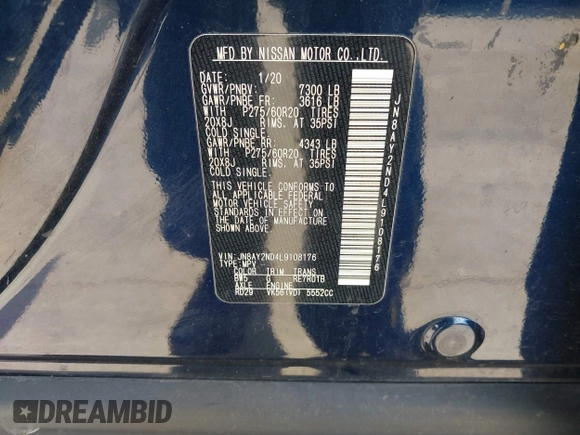 MFD BY NISSAN MOTOR CO.,LTD.
DATE: 1/20
GVWR/PNBV: 7300 LB
GAWR/PNBE FR: 3616 LB
WITH P275/60R20 TIRES
20X8J RIMS, AT 35PSI
COLD SINGLE.
GAWR/PNBE RR: 4343 LB
WITH P275/60R20 TIRES
20X8J RIMS, AT 35PSI
COLD SINGLE.
THIS VEHICLE CONFORMS TO
ALL APPLICABLE FEDERAL
MOTOR VEHICLE SAFETY
STANDARDS IN EFFECT ON
THE DATE OF MANUFACTURE
SHOWN ABOVE.
VIN: JN8AY2ND4L9108176
TYPE: MPV
COLOR TRIM TRANS
BW5 G RE7R01B
AXLE ENGINE
RD29 VK56(VD) 5552CC
JN8AY2ND4L9108176
DREAMBID